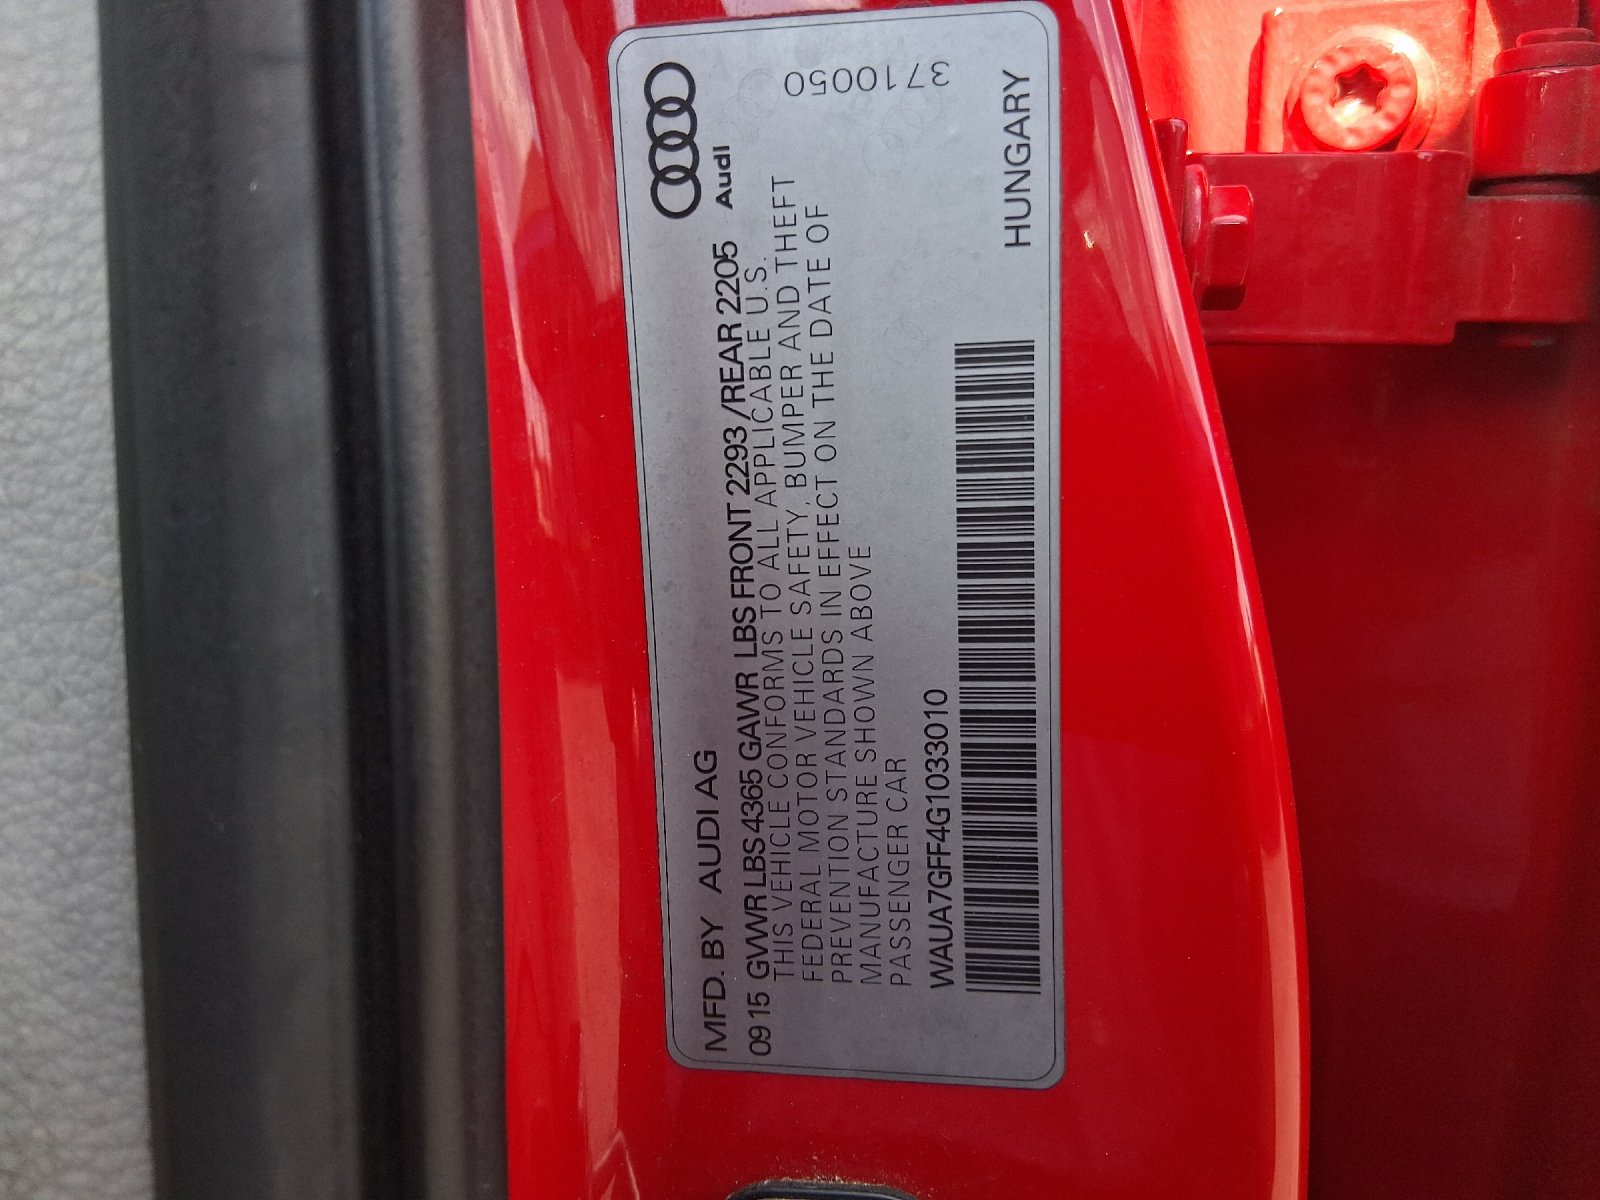 MFD. BY AUDI AG
Audi
09 15 GVWR LBS 4365 GAWR LBS FRONT 2293 /REAR 2205
THIS VEHICLE CONFORMS TO ALL APPLICABLE U.S.
FEDERAL MOTOR VEHICLE SAFETY, BUMPER AND THEFT
PREVENTION STANDARDS IN EFFECT ON THE DATE OF
MANUFACTURE SHOWN ABOVE
PASSENGER CAR
3710050
WAUA7GFF4G1033010
HUNGARY